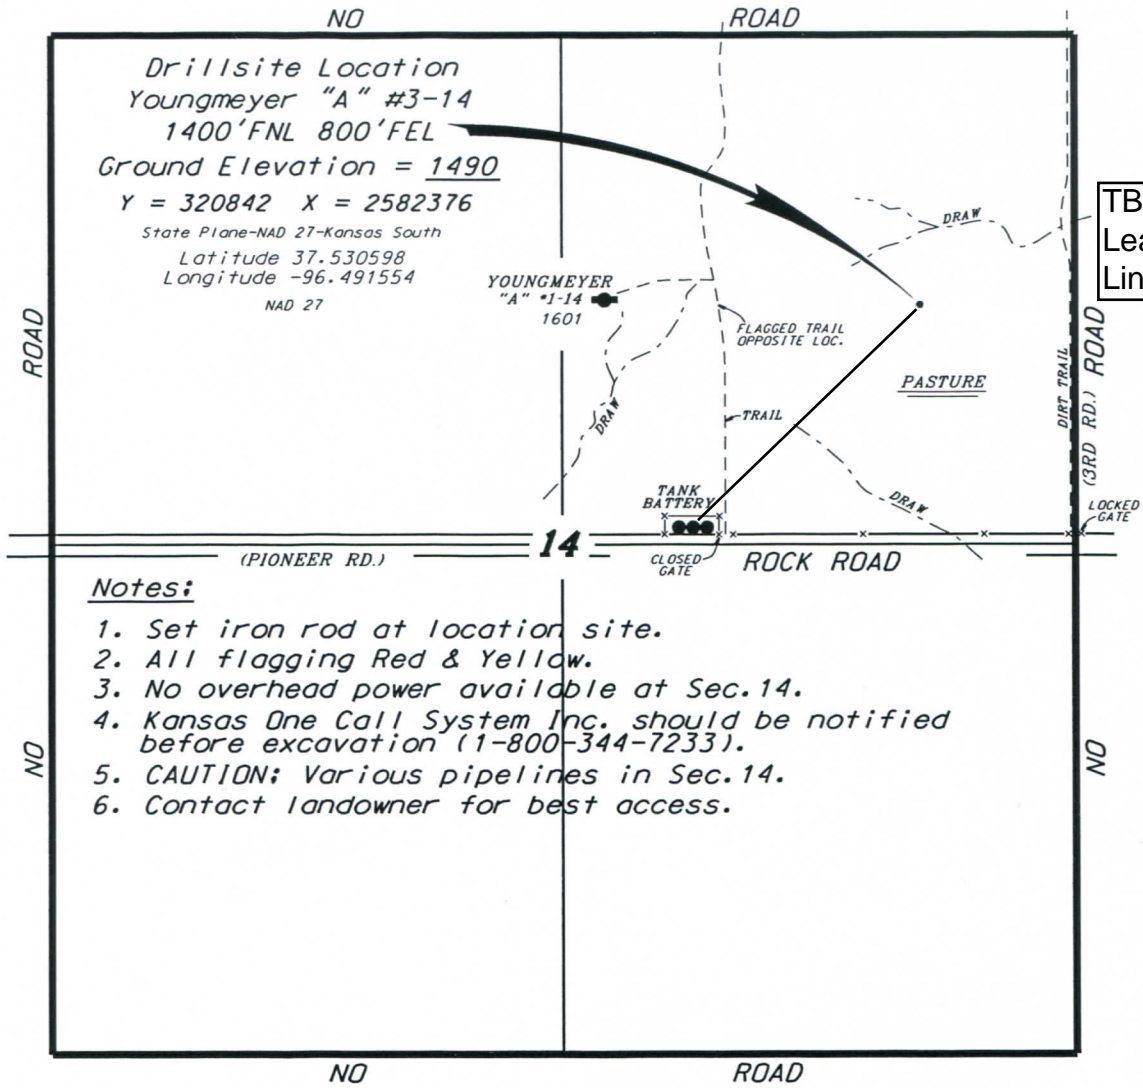 NO ROAD
Drillsite Location
Youngmeyer "A" #3-14
1400'FNL 800'FEL
Ground Elevation = 1490
Y = 320842 X = 2582376
State Plane-NAD 27-Kansas South
Latitude 37.530598
Longitude -96.491554
NAD 27
YOUNGMEYER
"A" #1-14
1601
DRAW
FLAGGED TRAIL
OPPOSITE LOC.
PASTURE
TRAIL
DRAW
DRAW
TANK
BATTERY
CLOSED
GATE
LOCKED
GATE
DIRT TRAIL
(3RD RD.) ROAD
ROAD
14
(PIONEER RD.)
ROCK ROAD
Notes:
1. Set iron rod at location site.
2. All flagging Red & Yellow.
3. No overhead power available at Sec.14.
4. Kansas One Call System Inc. should be notified
before excavation (1-800-344-7233).
5. CAUTION: Various pipelines in Sec.14.
6. Contact landowner for best access.
NO
NO
NO ROAD